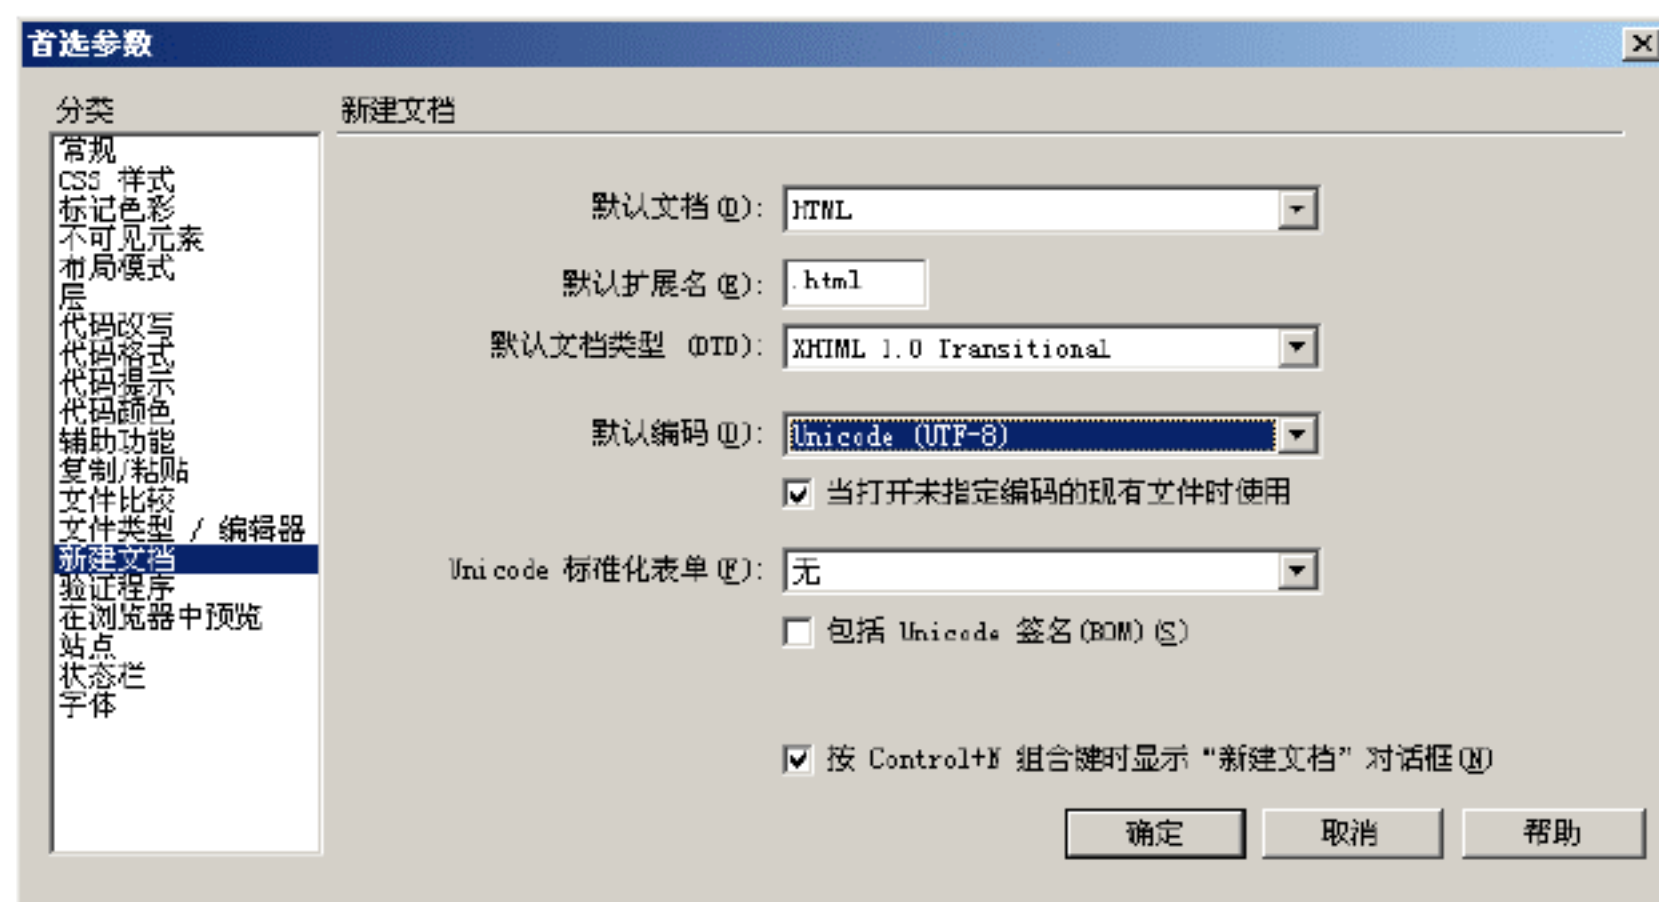 首选参数
分类
常规
CSS 样式
标记色彩
不可见元素
布局模式
层
代码改写
代码格式
代码提示
代码颜色
辅助功能
复制/粘贴
文件比较
文件类型 / 编辑器
新建文档
验证程序
在浏览器中预览
站点
状态栏
字体
新建文档
默认文档(D): HTML
默认扩展名(E): .html
默认文档类型 (DTD): XHTML 1.0 Transitional
默认编码(U): Unicode (UTF-8)
当打开未指定编码的现有文件时使用
Unicode 标准化表单(F): 无
包括 Unicode 签名(BOM)(S)
按 Control+N 组合键时显示“新建文档”对话框(N)
确定 取消 帮助